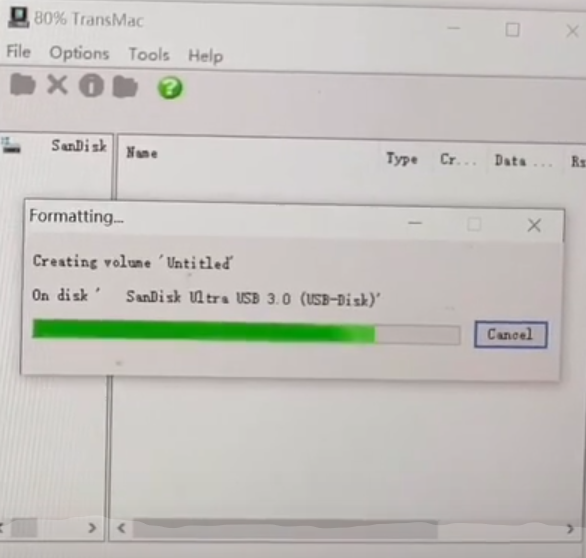 80% TransMac
File Options Tools Help
SanDisk
Name Type Cr... Data ... Rs
Formatting...
Creating volume 'Untitled'
On disk ' SanDisk Ultra USB 3.0 (USB-Disk)'
Cancel